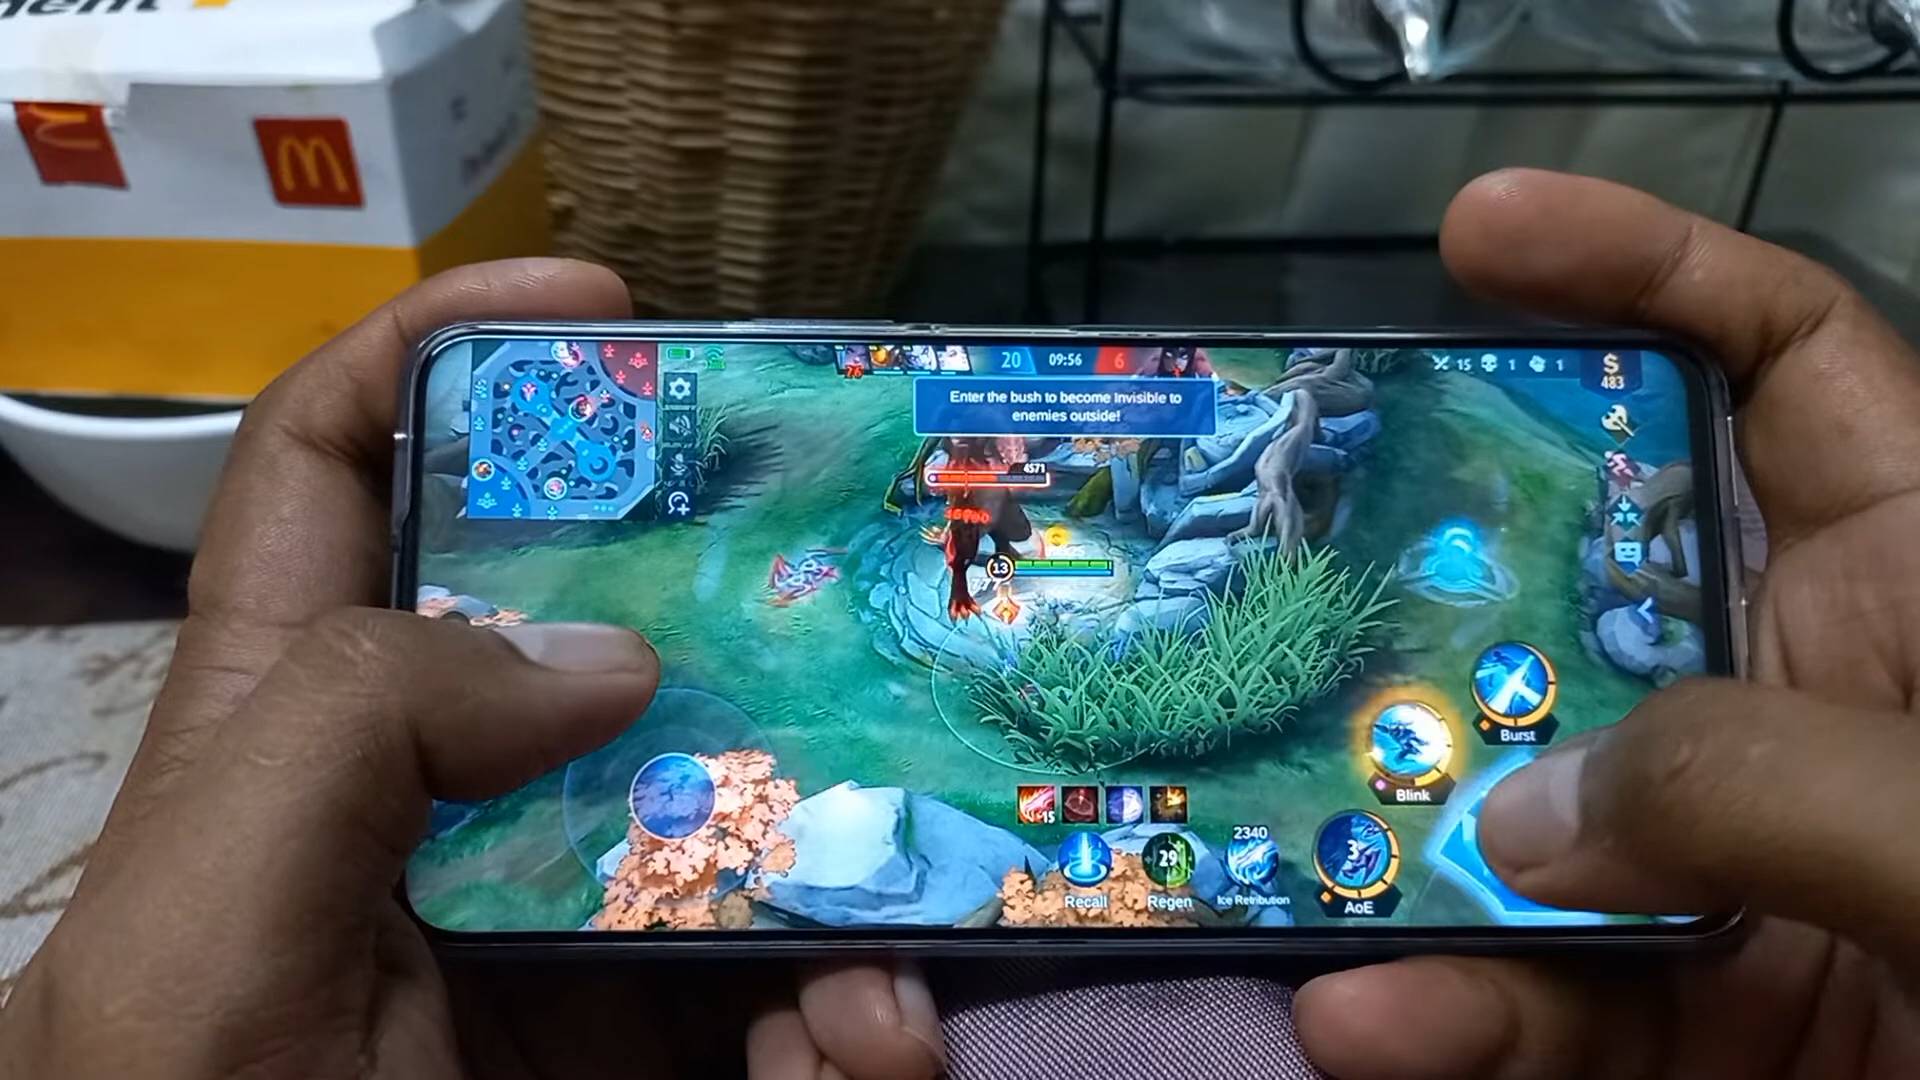 20 09:56 6
15 1 1
$
483
Enter the bush to become Invisible to
enemies outside!
4571
13
Burst
Blink
15
2340
3
29
Recall
Regen
Ice Retribution
AoE